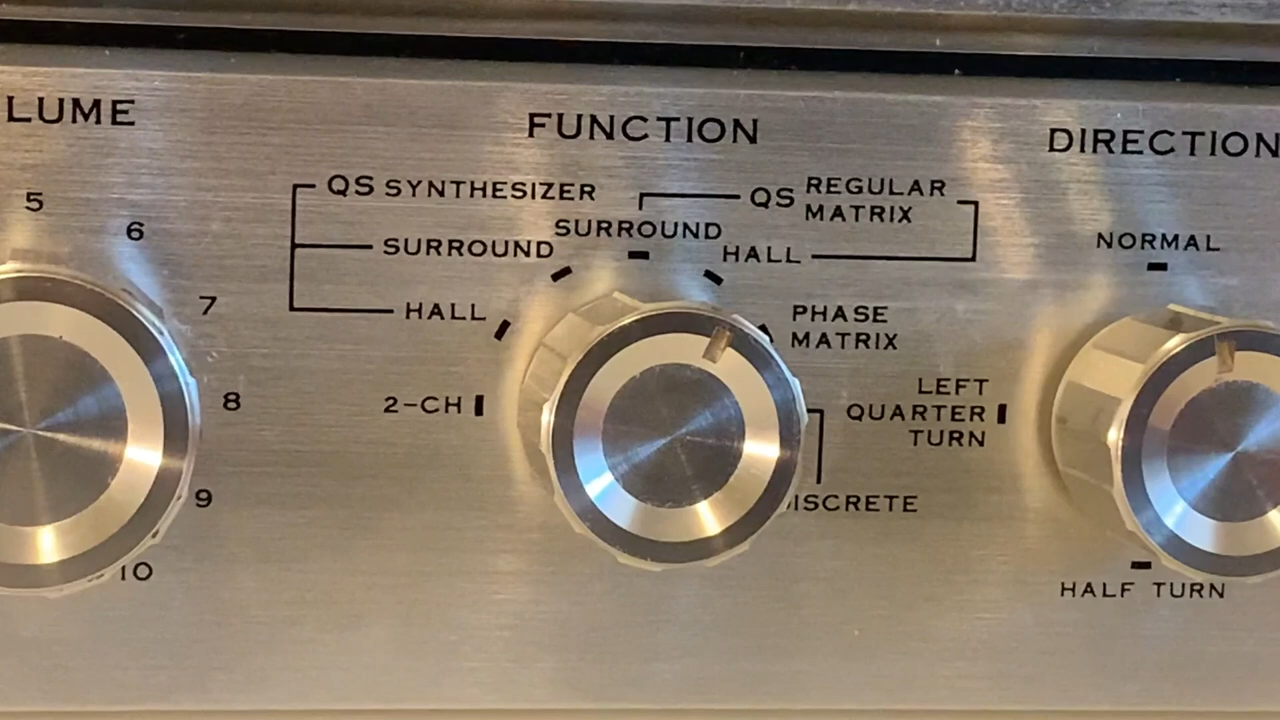 LUME
FUNCTION
DIRECTION
5
6
7
8
9
10
QS SYNTHESIZER
SURROUND
HALL
2-CH
SURROUND
QS REGULAR
MATRIX
HALL
PHASE
MATRIX
ISCRETE
NORMAL
LEFT
QUARTER
TURN
HALF TURN